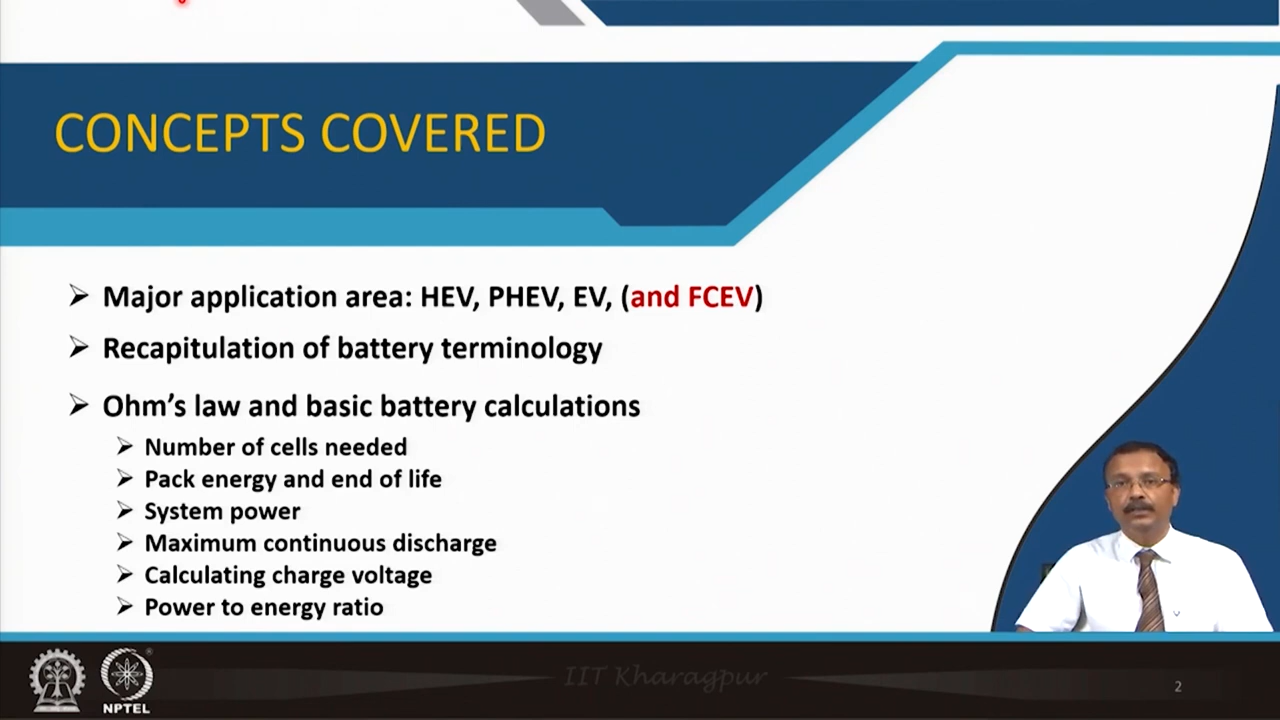 CONCEPTS COVERED
Major application area: HEV, PHEV, EV, (and FCEV)
Recapitulation of battery terminology
Ohm's law and basic battery calculations
Number of cells needed
Pack energy and end of life
System power
Maximum continuous discharge
Calculating charge voltage
Power to energy ratio
IIT Kharagpur
NPTEL
2